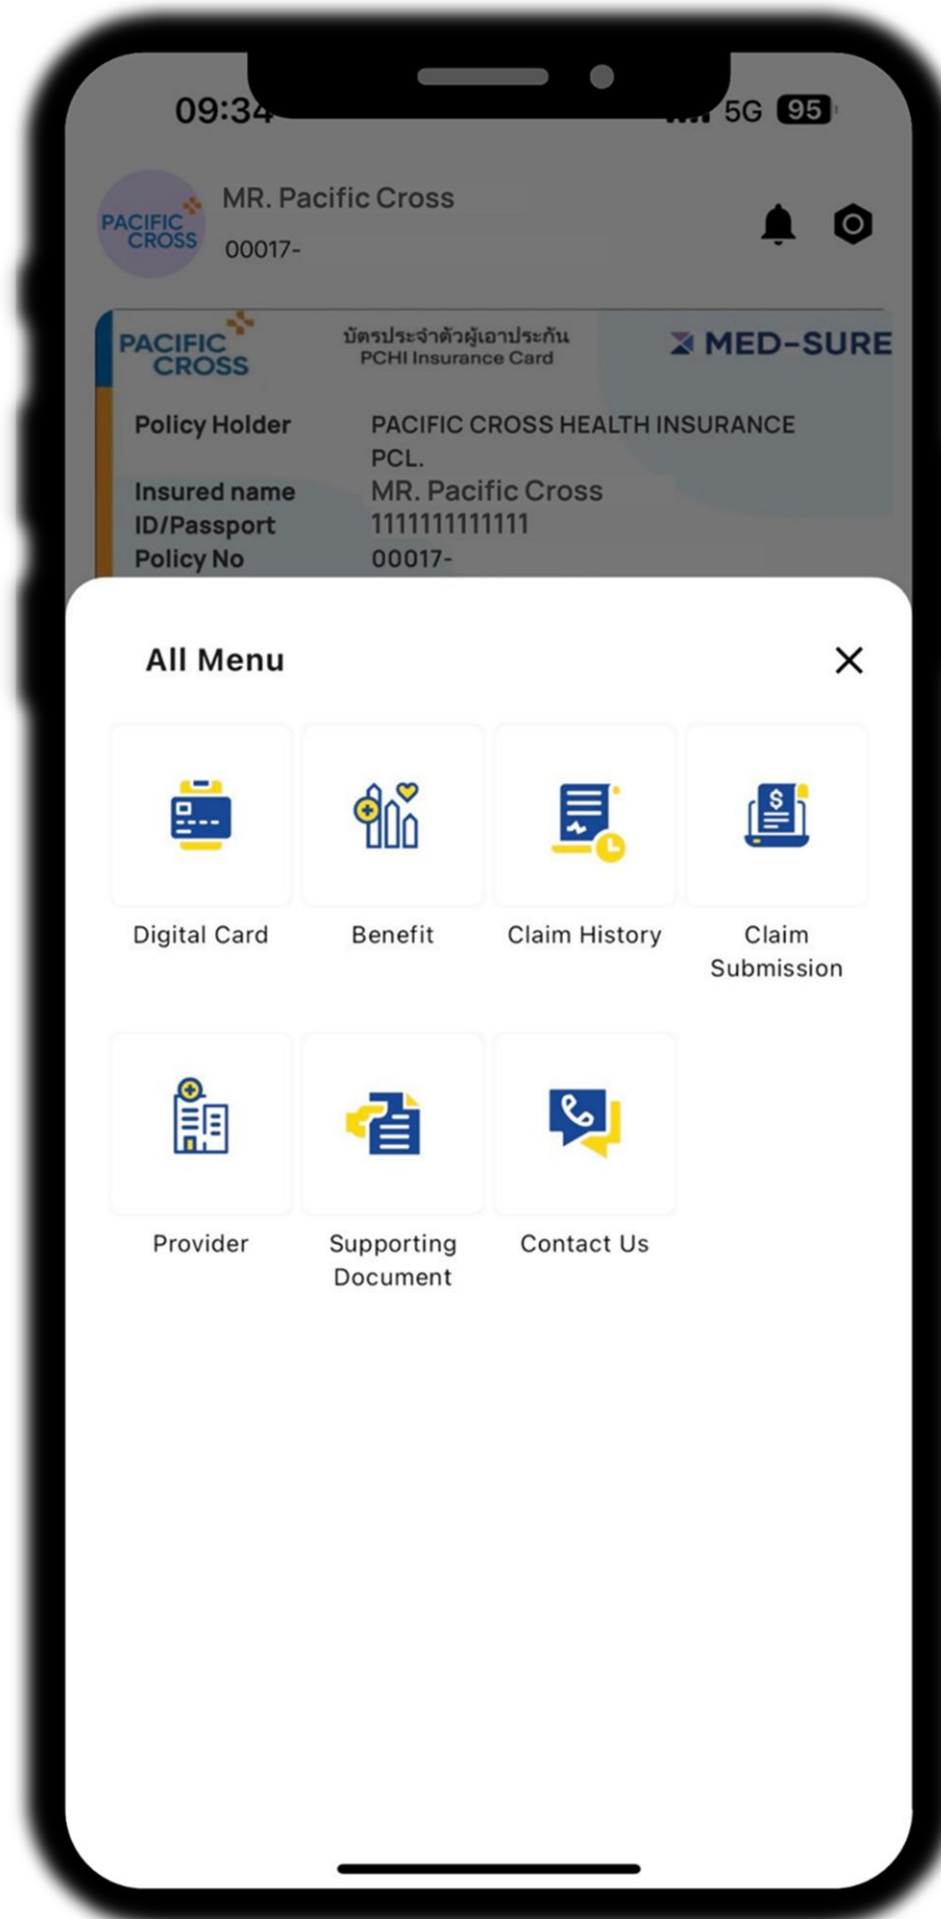 09:34
5G 95
PACIFIC
CROSS
MR. Pacific Cross
00017-
PACIFIC
CROSS
บัตรประจำตัวผู้เอาประกัน
PCHI Insurance Card
MED-SURE
Policy Holder PACIFIC CROSS HEALTH INSURANCE
PCL.
Insured name MR. Pacific Cross
ID/Passport 1111111111111
Policy No 00017-
All Menu
Digital Card
Benefit
Claim History
Claim
Submission
Provider
Supporting
Document
Contact Us